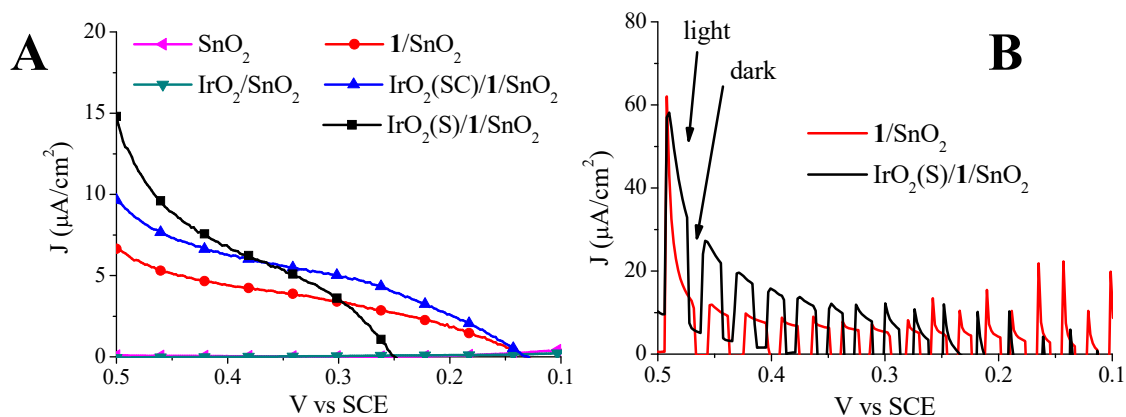 A
SnO₂
1/SnO₂
IrO₂/SnO₂
IrO₂(SC)/1/SnO₂
IrO₂(S)/1/SnO₂
J (μA/cm²)
20
15
10
5
0
0.5 0.4 0.3 0.2 0.1
V vs SCE
B
light
dark
1/SnO₂
IrO₂(S)/1/SnO₂
J (μA/cm²)
80
60
40
20
0
0.5 0.4 0.3 0.2 0.1
V vs SCE